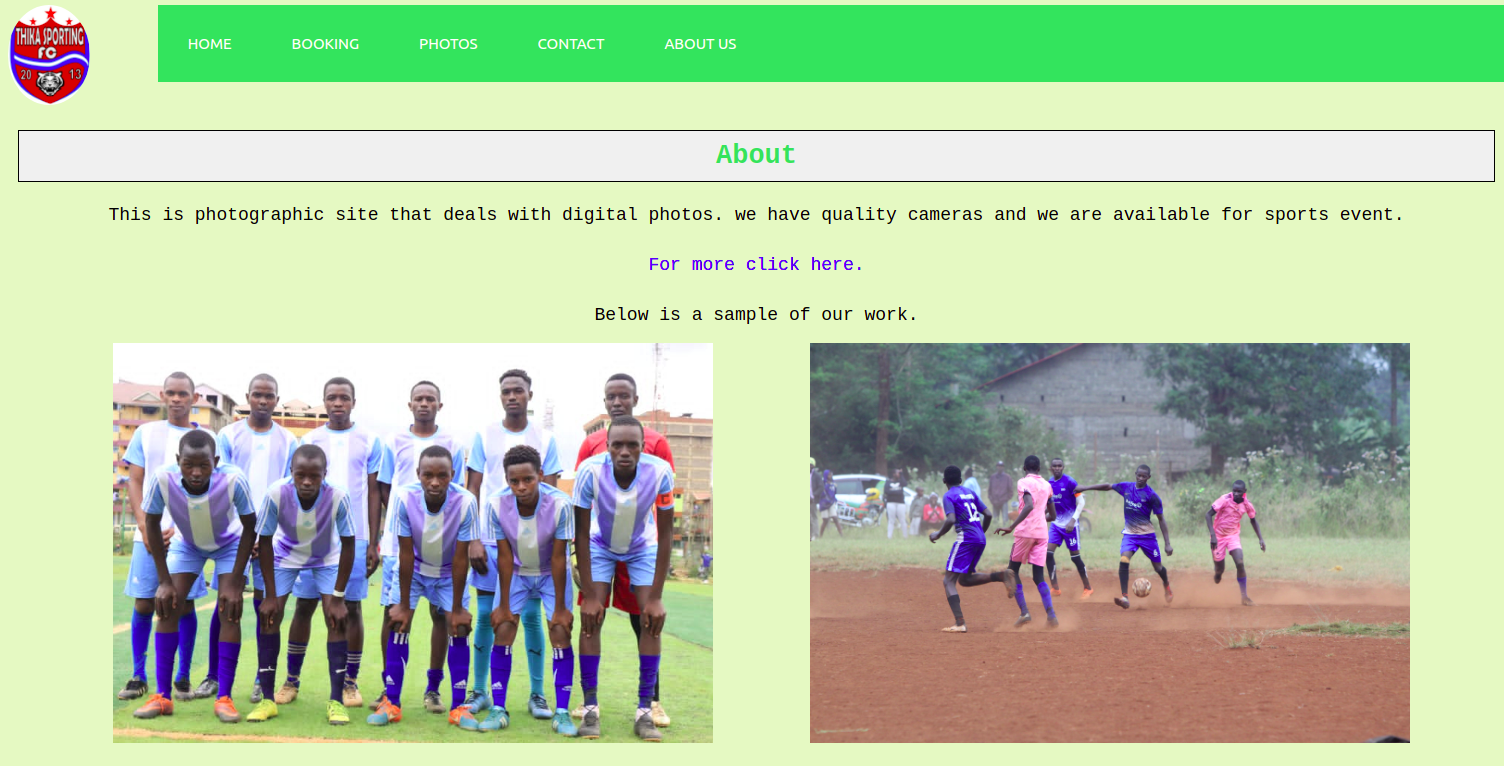 THIKA SPORTING
FC
20 13
HOME BOOKING PHOTOS CONTACT ABOUT US
About
This is photographic site that deals with digital photos. we have quality cameras and we are available for sports event.
For more click here.
Below is a sample of our work.
12
16
6